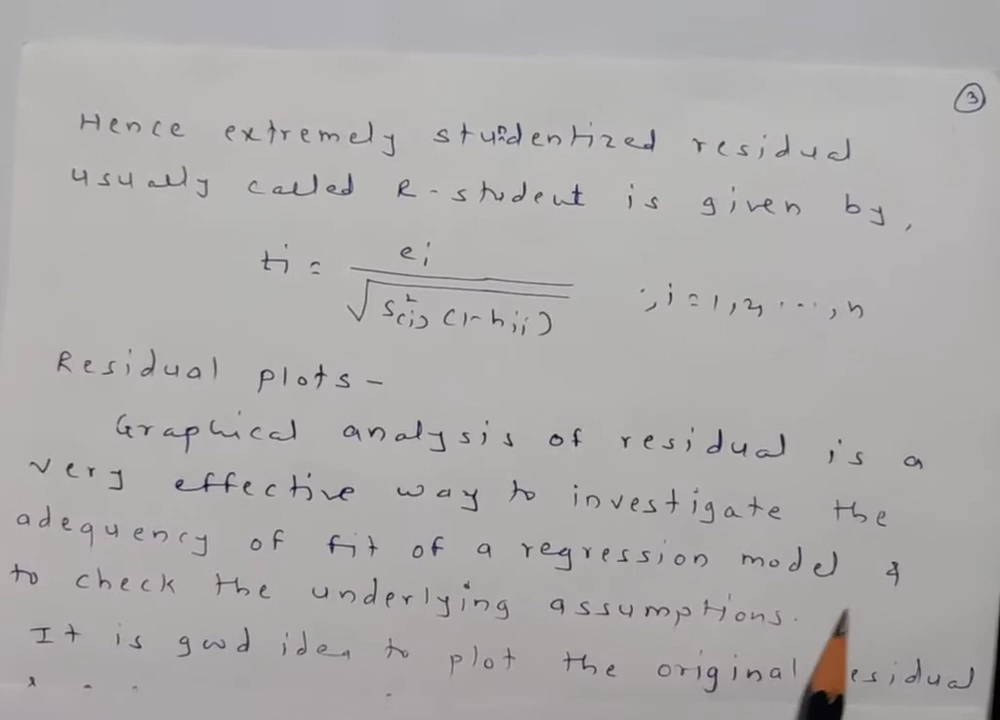 ③
Hence extremely studentized residual
usually called R-student is given by,
ti = ei / √(S²(i) (1-hii)) ; i = 1, 2, ..., n
Residual plots -
Graphical analysis of residual is a
very effective way to investigate the
adequency of fit of a regression model &
to check the underlying assumptions.
It is good idea to plot the original residual